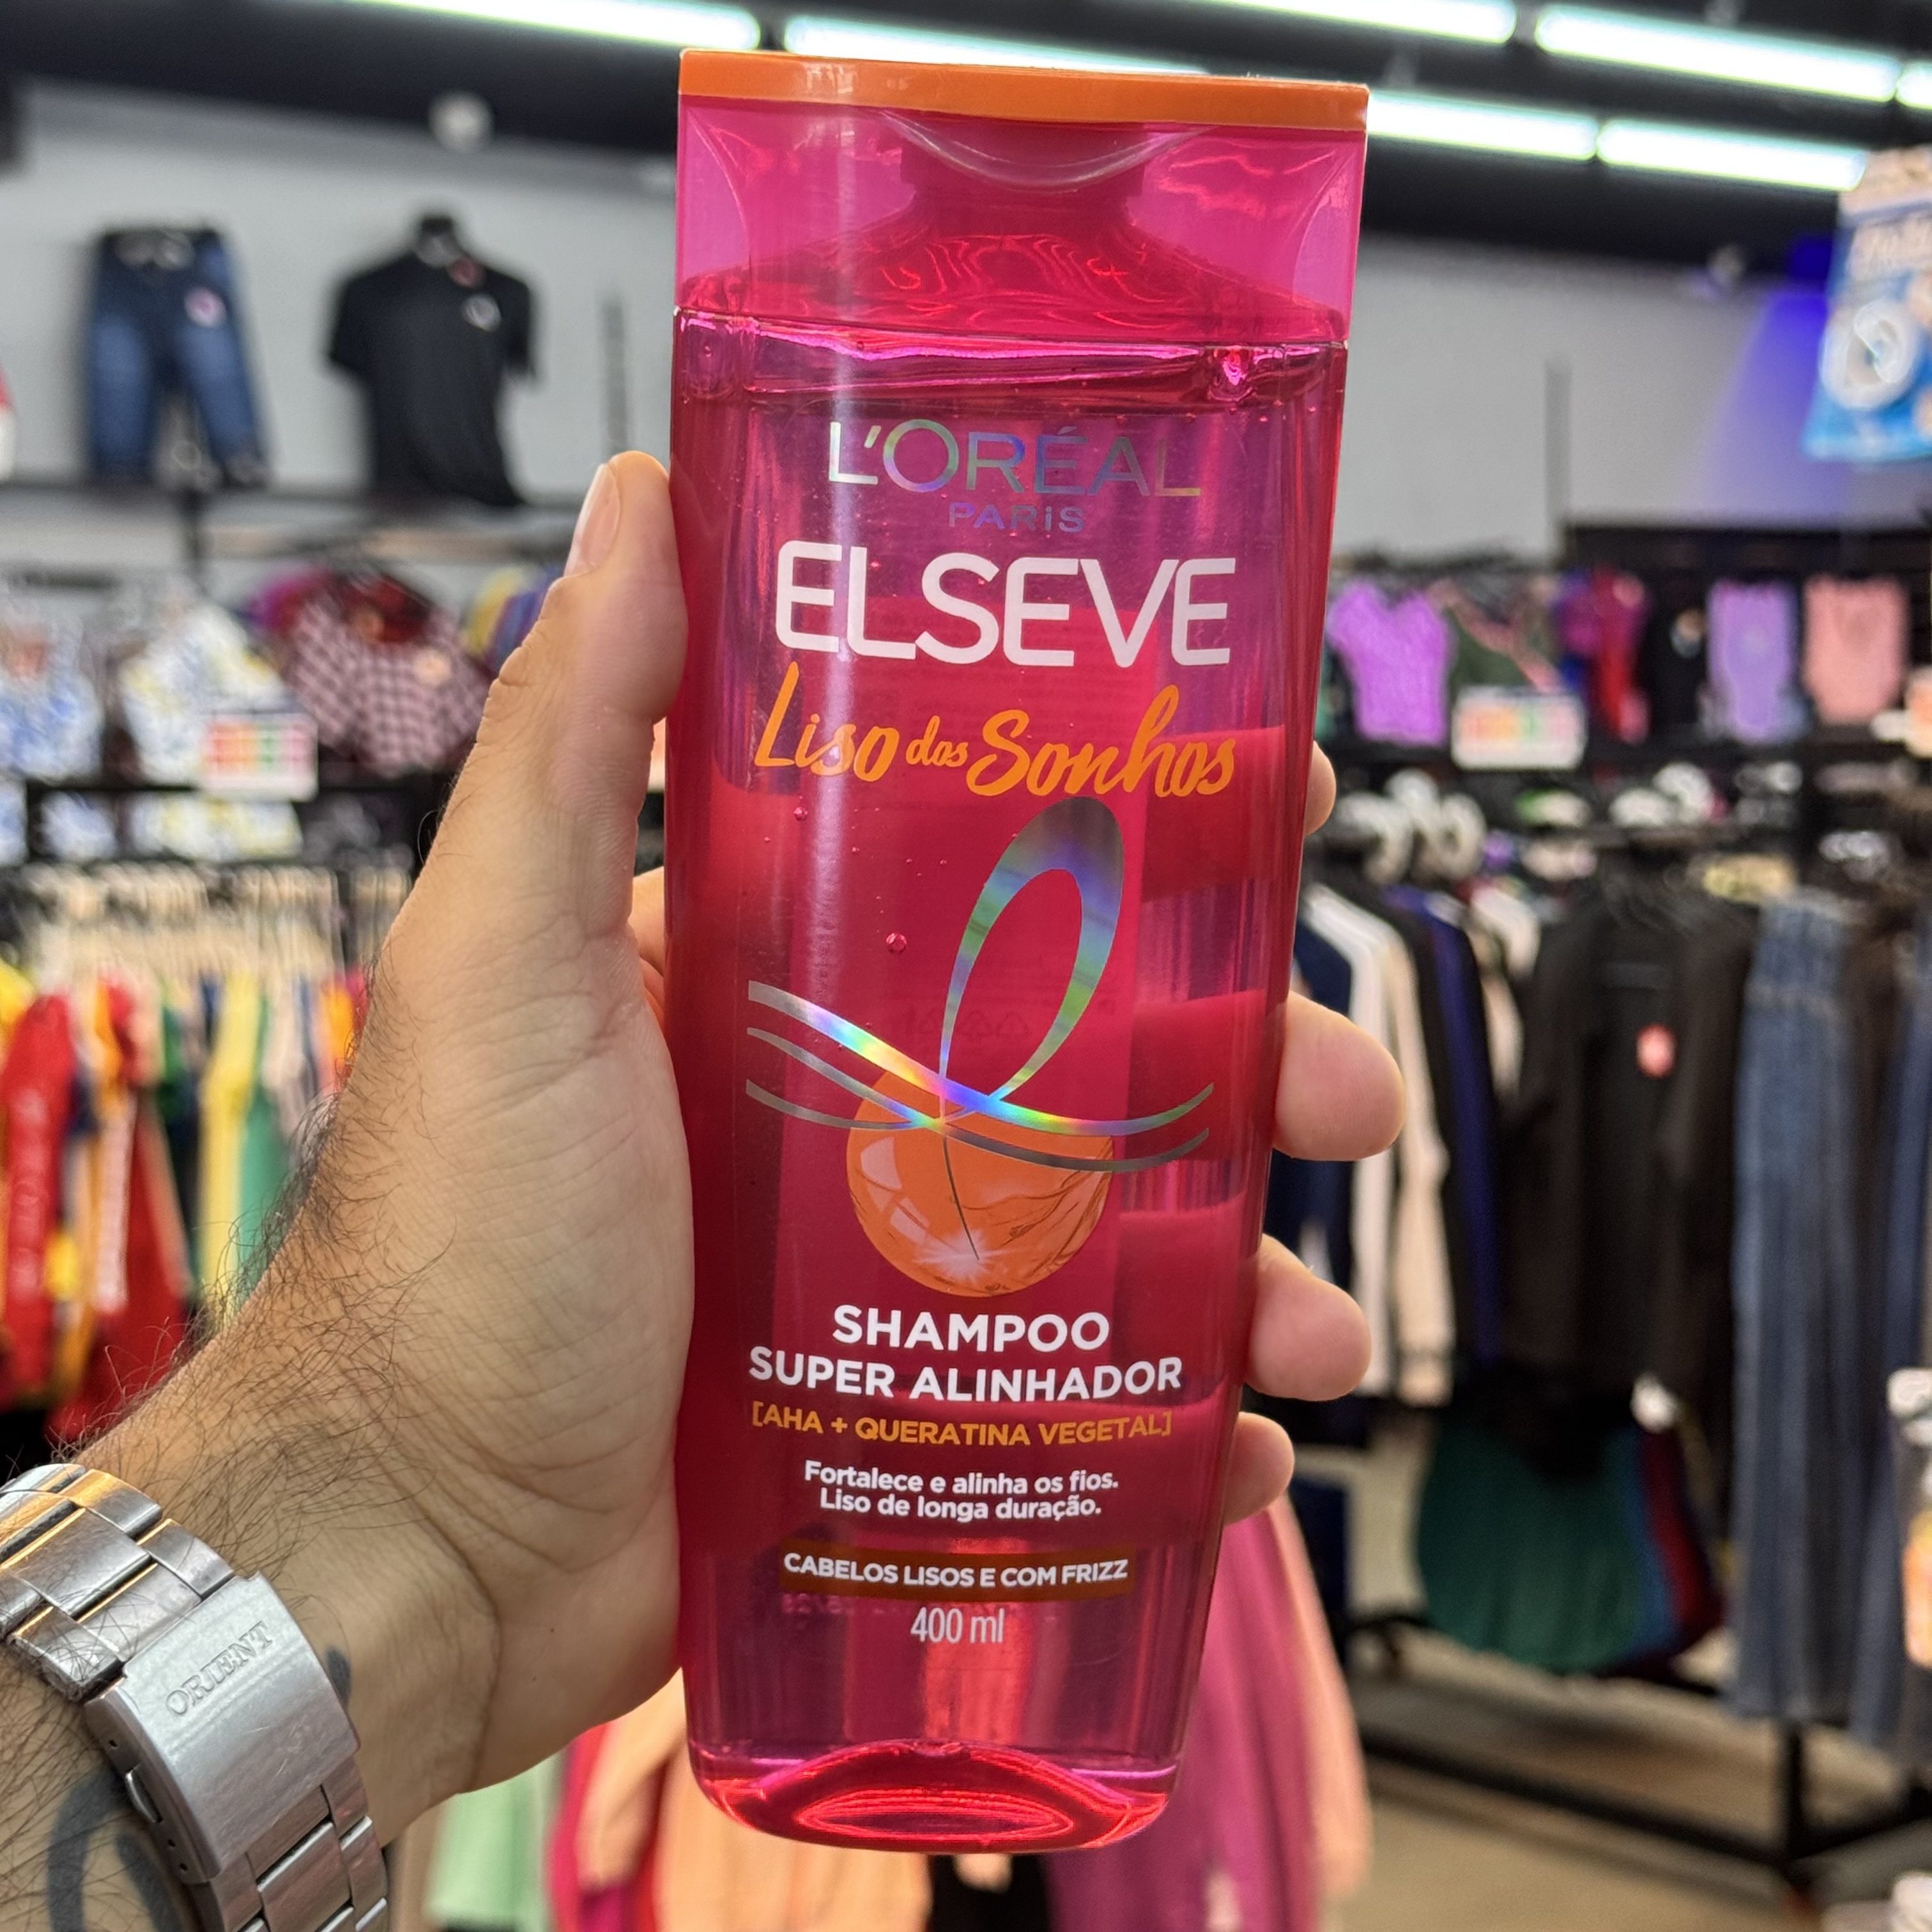 L'ORÉAL
PARIS
ELSEVE
Liso dos Sonhos
SHAMPOO
SUPER ALINHADOR
[AHA + QUERATINA VEGETAL]
Fortalece e alinha os fios.
Liso de longa duração.
CABELOS LISOS E COM FRIZZ
400 ml
ORIENT